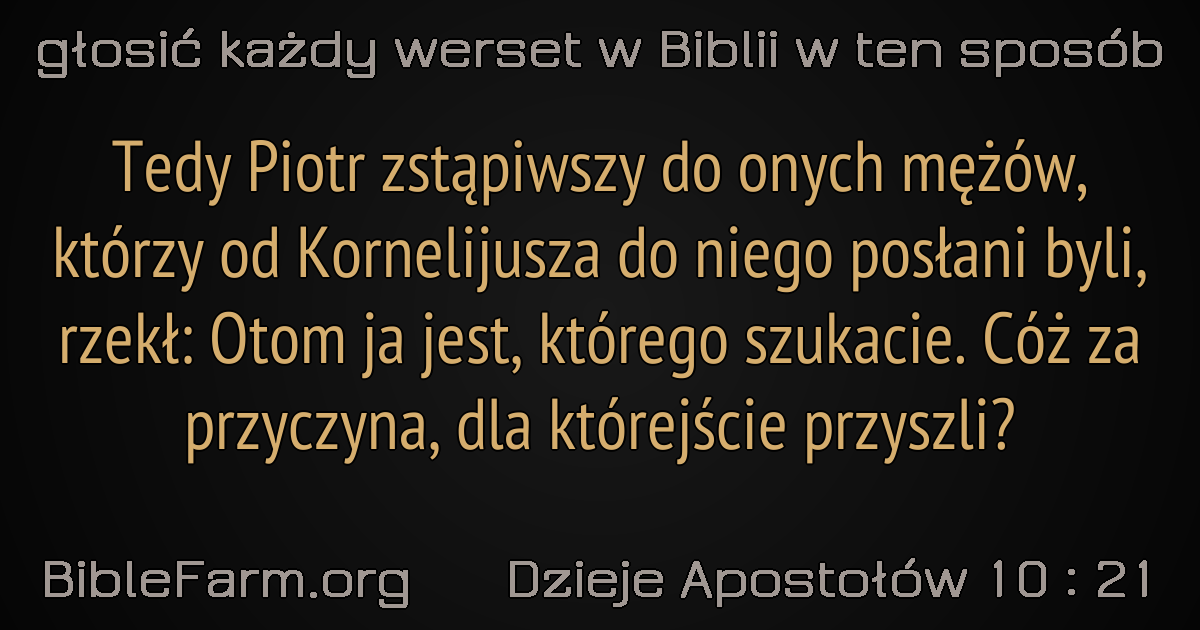 głosić każdy werset w Biblii w ten sposób
Tedy Piotr zstąpiwszy do onych mężów,
którzy od Kornelijusza do niego posłani byli,
rzekł: Otom ja jest, którego szukacie. Cóż za
przyczyna, dla którejście przyszli?
BibleFarm.org Dzieje Apostołów 10 : 21